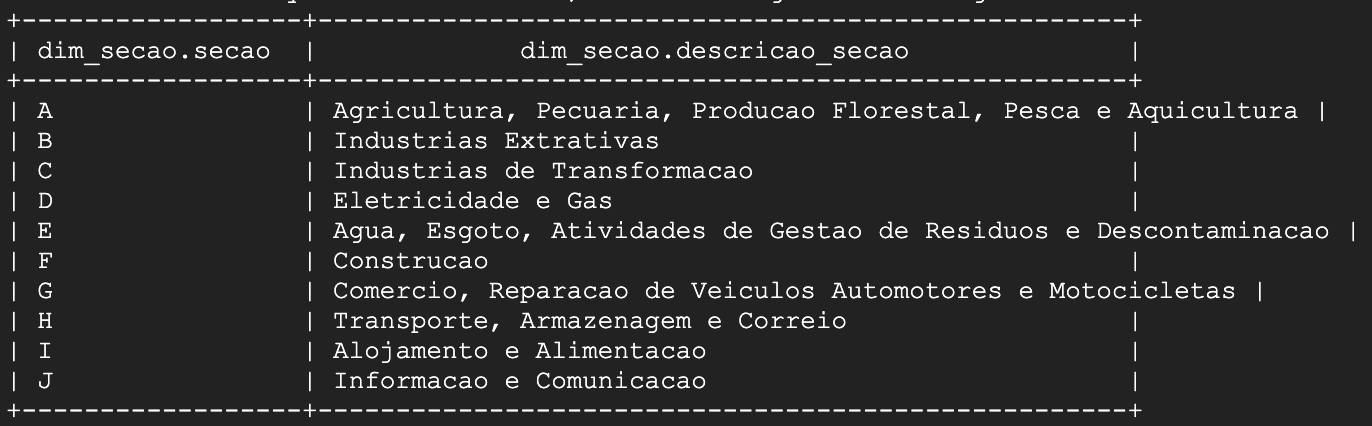 +------------------+----------------------------------------------------+
| dim_secao.secao  |             dim_secao.descricao_secao              |
+------------------+----------------------------------------------------+
| A                | Agricultura, Pecuaria, Producao Florestal, Pesca e Aquicultura |
| B                | Industrias Extrativas                              |
| C                | Industrias de Transformacao                        |
| D                | Eletricidade e Gas                                 |
| E                | Agua, Esgoto, Atividades de Gestao de Residuos e Descontaminacao |
| F                | Construcao                                         |
| G                | Comercio, Reparacao de Veiculos Automotores e Motocicletas |
| H                | Transporte, Armazenagem e Correio                  |
| I                | Alojamento e Alimentacao                           |
| J                | Informacao e Comunicacao                           |
+------------------+----------------------------------------------------+